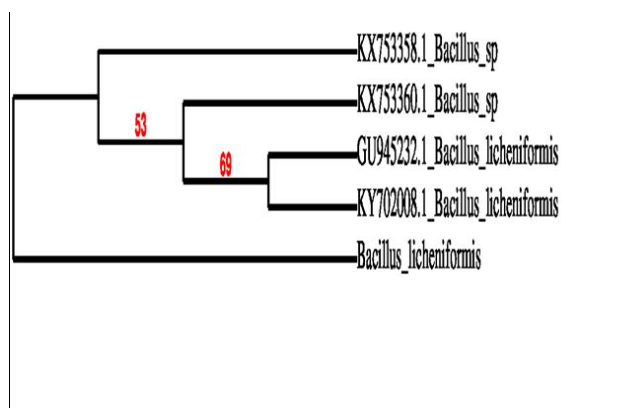 KX753358.1_Bacillus_sp
KX753360.1_Bacillus_sp
53
GU945232.1_Bacillus_licheniformis
69
KY702008.1_Bacillus_licheniformis
Bacillus_licheniformis